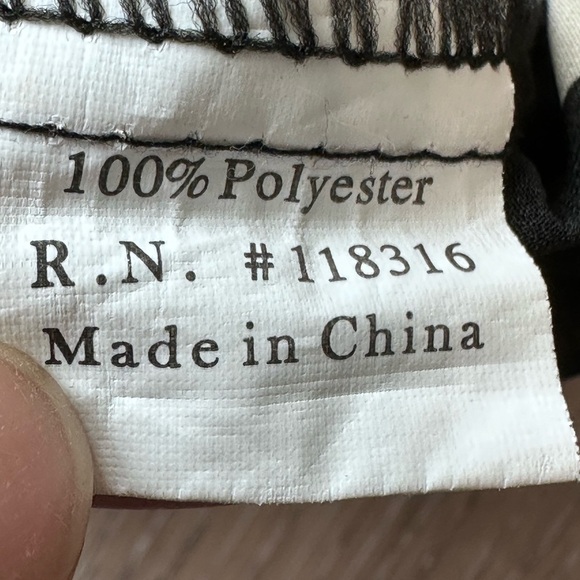 100% Polyester
R.N. #118316
Made in China